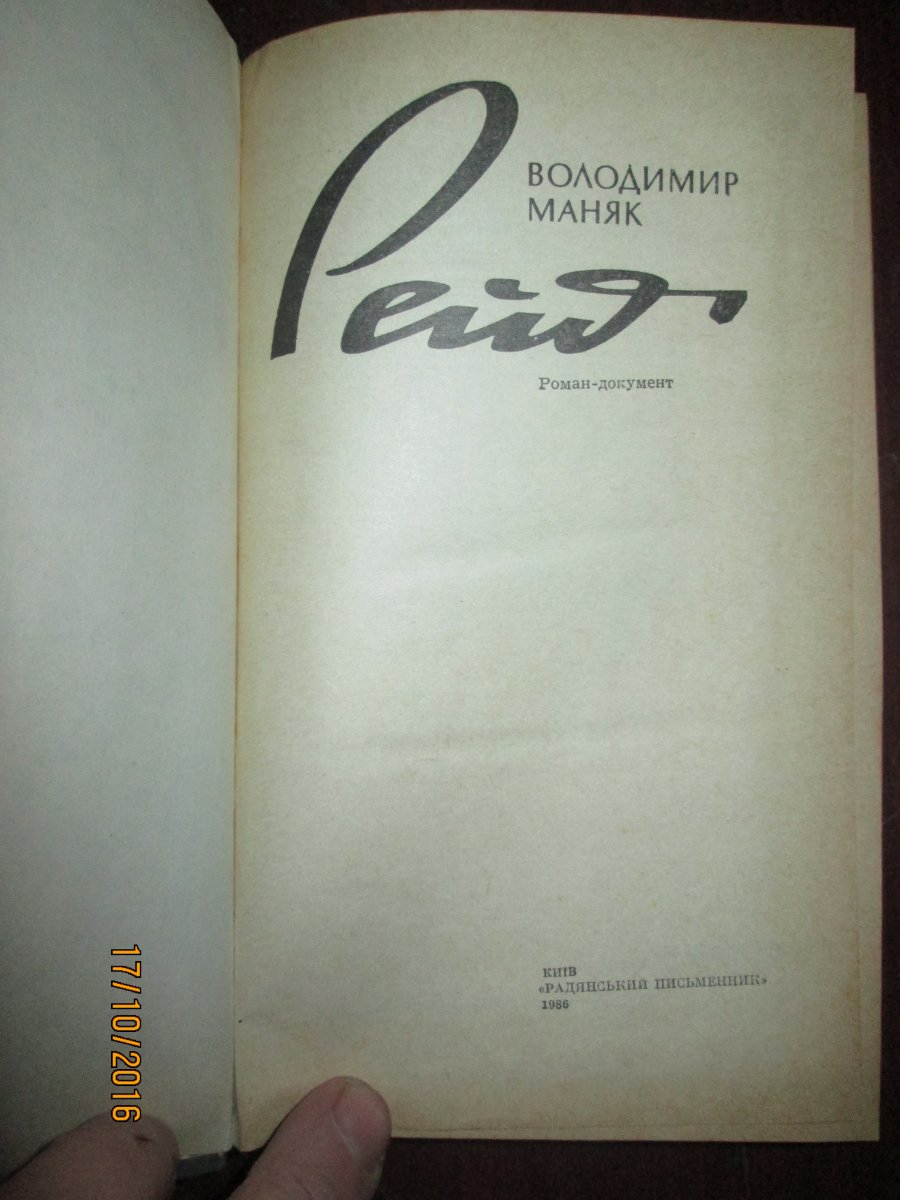 ВОЛОДИМИР
МАНЯК
Рейд
Роман-документ
КИЇВ
«РАДЯНСЬКИЙ ПИСЬМЕННИК»
1986
17/10/2016